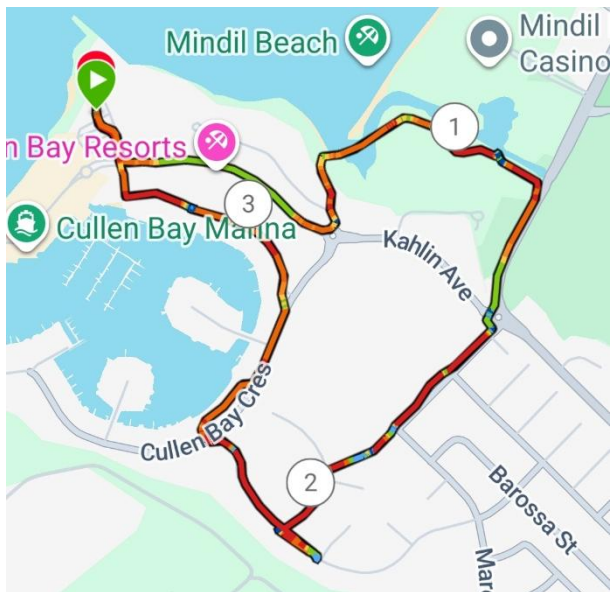 Mindil Beach
Mindil
Casino
1
n Bay Resorts
3
Cullen Bay Marina
Kahlin Ave
Cullen Bay Cres
2
Barossa St
Mar